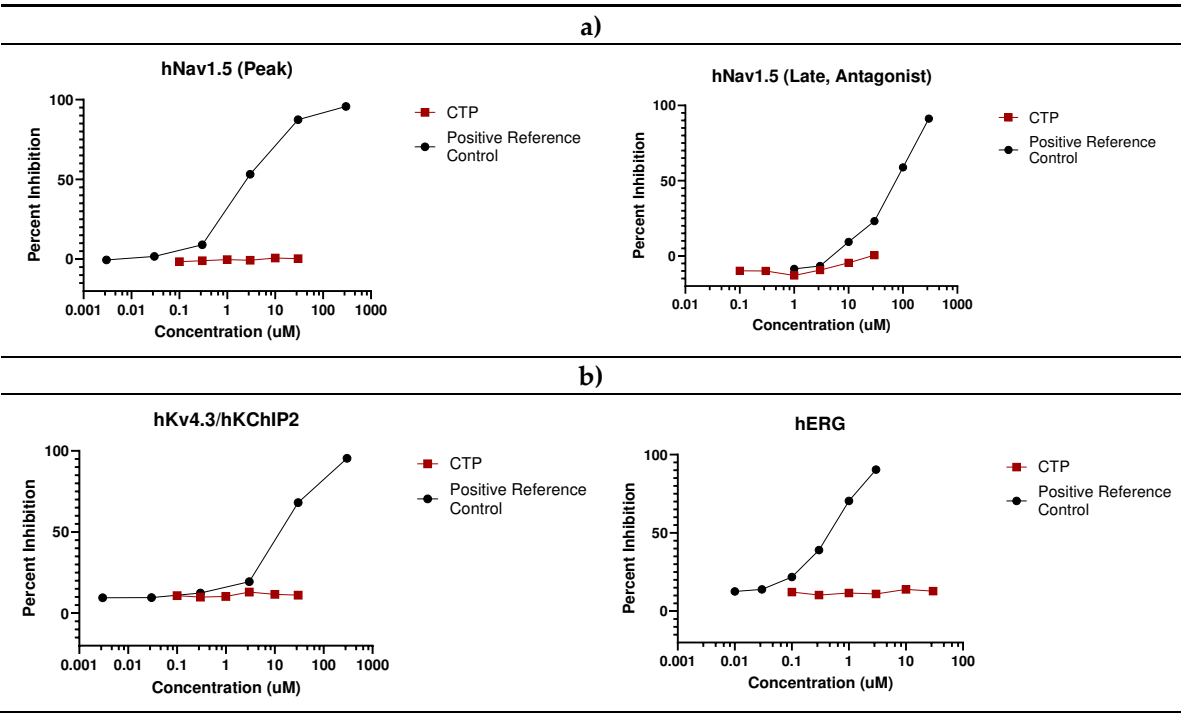 a)
hNav1.5 (Peak)
100
50
0
Percent Inhibition
0.001 0.01 0.1 1 10 100 1000
Concentration (uM)
CTP
Positive Reference
Control
hNav1.5 (Late, Antagonist)
100
50
0
Percent Inhibition
0.01 0.1 1 10 100 1000
Concentration (uM)
CTP
Positive Reference
Control
b)
hKv4.3/hKChIP2
100
50
0
Percent Inhibition
0.001 0.01 0.1 1 10 100 1000
Concentration (uM)
CTP
Positive Reference
Control
hERG
100
50
0
Percent Inhibition
0.001 0.01 0.1 1 10 100
Concentration (uM)
CTP
Positive Reference
Control